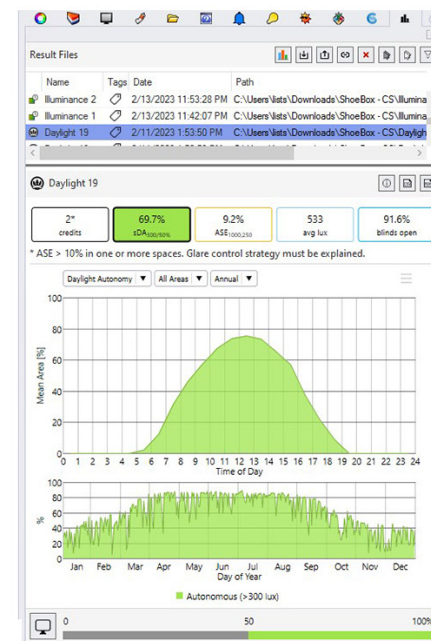 Result Files
Name Tags Date Path
Illuminance 2 2/13/2023 11:53:28 PM C:\Users\lists\Downloads\ShoeBox - CS\Illumina
Illuminance 1 2/13/2023 11:42:07 PM C:\Users\lists\Downloads\ShoeBox - CS\Illumina
Daylight 19 2/11/2023 1:53:50 PM C:\Users\lists\Downloads\ShoeBox - CS\Dayligh
Daylight 19
2* 69.7% 9.2% 533 91.6%
credits sDA300/50% ASE1000,250 avg lux blinds open
* ASE > 10% in one or more spaces. Glare control strategy must be explained.
Daylight Autonomy All Areas Annual
100
80
60
40
20
0
Mean Area [%]
0 1 2 3 4 5 6 7 8 9 10 11 12 13 14 15 16 17 18 19 20 21 22 23 24
Time of Day
100
80
60
40
20
0
%
Jan Feb Mar Apr May Jun Jul Aug Sep Oct Nov Dec
Day of Year
Autonomous (>300 lux)
0 50 100%